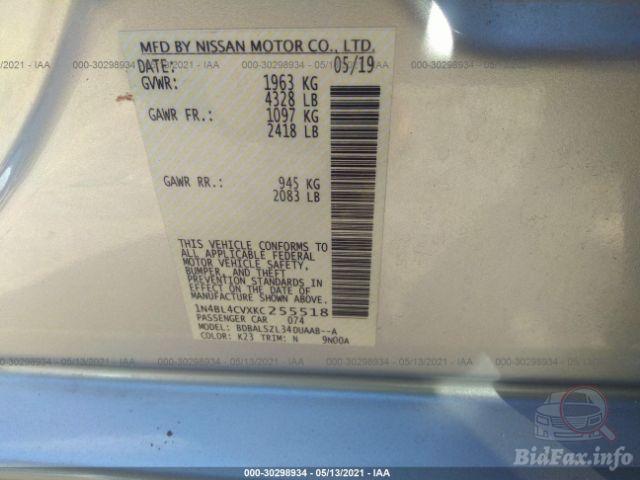 MFD BY NISSAN MOTOR CO., LTD.
DATE: 05/19
GVWR: 1963 KG
4328 LB
GAWR FR.: 1097 KG
2418 LB
GAWR RR.: 945 KG
2083 LB
THIS VEHICLE CONFORMS TO
ALL APPLICABLE FEDERAL
MOTOR VEHICLE SAFETY,
BUMPER, AND THEFT
PREVENTION STANDARDS IN
EFFECT ON THE DATE OF
MANUFACTURE SHOWN ABOVE.
1N4BL4CVXKC255518
PASSENGER CAR 074
MODEL: BDBALSZL34DUAAB--A
COLOR: K23 TRIM: N 9N00A
000-30298934 - 05/13/2021 - IAA
BidFax.info